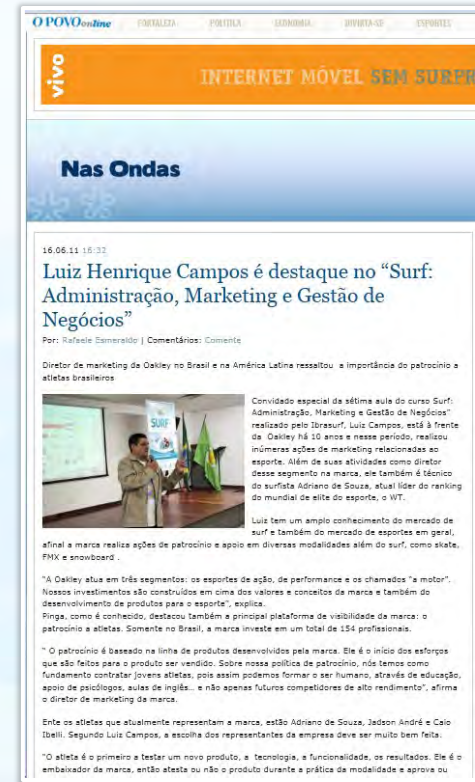 O POVO online FORTALEZA POLÍTICA ECONOMIA DIVIRTA-SE ESPORTES
vivo
INTERNET MÓVEL SEM SURPR
Nas Ondas
16.06.11 16:32
Luiz Henrique Campos é destaque no “Surf:
Administração, Marketing e Gestão de
Negócios”
Por: Rafaele Esmeraldo | Comentários: Comente
Diretor de marketing da Oakley no Brasil e na América Latina ressaltou a importância do patrocínio a
atletas brasileiros
SURF
Convidado especial da sétima aula do curso Surf:
Administração, Marketing e Gestão de Negócios”
realizado pelo Ibrasurf, Luiz Campos, está à frente
da Oakley há 10 anos e nesse período, realizou
inúmeras ações de marketing relacionadas ao
esporte. Além de suas atividades como diretor
desse segmento na marca, ele também é técnico
do surfista Adriano de Souza, atual líder do ranking
do mundial de elite do esporte, o WT.
Luiz tem um amplo conhecimento do mercado de
surf e também do mercado de esportes em geral,
afinal a marca realiza ações de patrocínio e apoio em diversas modalidades além do surf, como skate,
FMX e snowboard .
"A Oakley atua em três segmentos: os esportes de ação, de performance e os chamados "a motor".
Nossos investimentos são construídos em cima dos valores e conceitos da marca e também do
desenvolvimento de produtos para o esporte", explica.
Pinga, como é conhecido, destacou também a principal plataforma de visibilidade da marca: o
patrocínio a atletas. Somente no Brasil, a marca investe em um total de 154 profissionais.
" O patrocínio é baseado na linha de produtos desenvolvidos pela marca. Ele é o início dos esforços
que são feitos para o produto ser vendido. Sobre nossa política de patrocínio, nós temos como
fundamento contratar jovens atletas, pois assim podemos formar o ser humano, através de educação,
apoio de psicólogos, aulas de inglês... e não apenas futuros competidores de alto rendimento", afirma
o diretor de marketing da marca.
Ente os atletas que atualmente representam a marca, estão Adriano de Souza, Jadson André e Caio
Ibelli. Segundo Luiz Campos, a escolha dos representantes da empresa deve ser muito bem feita.
"O atleta é o primeiro a testar um novo produto, a tecnologia, a funcionalidade, os resultados. Ele é o
embaixador da marca, então atesta ou não o produto durante a prática da modalidade e aprova ou